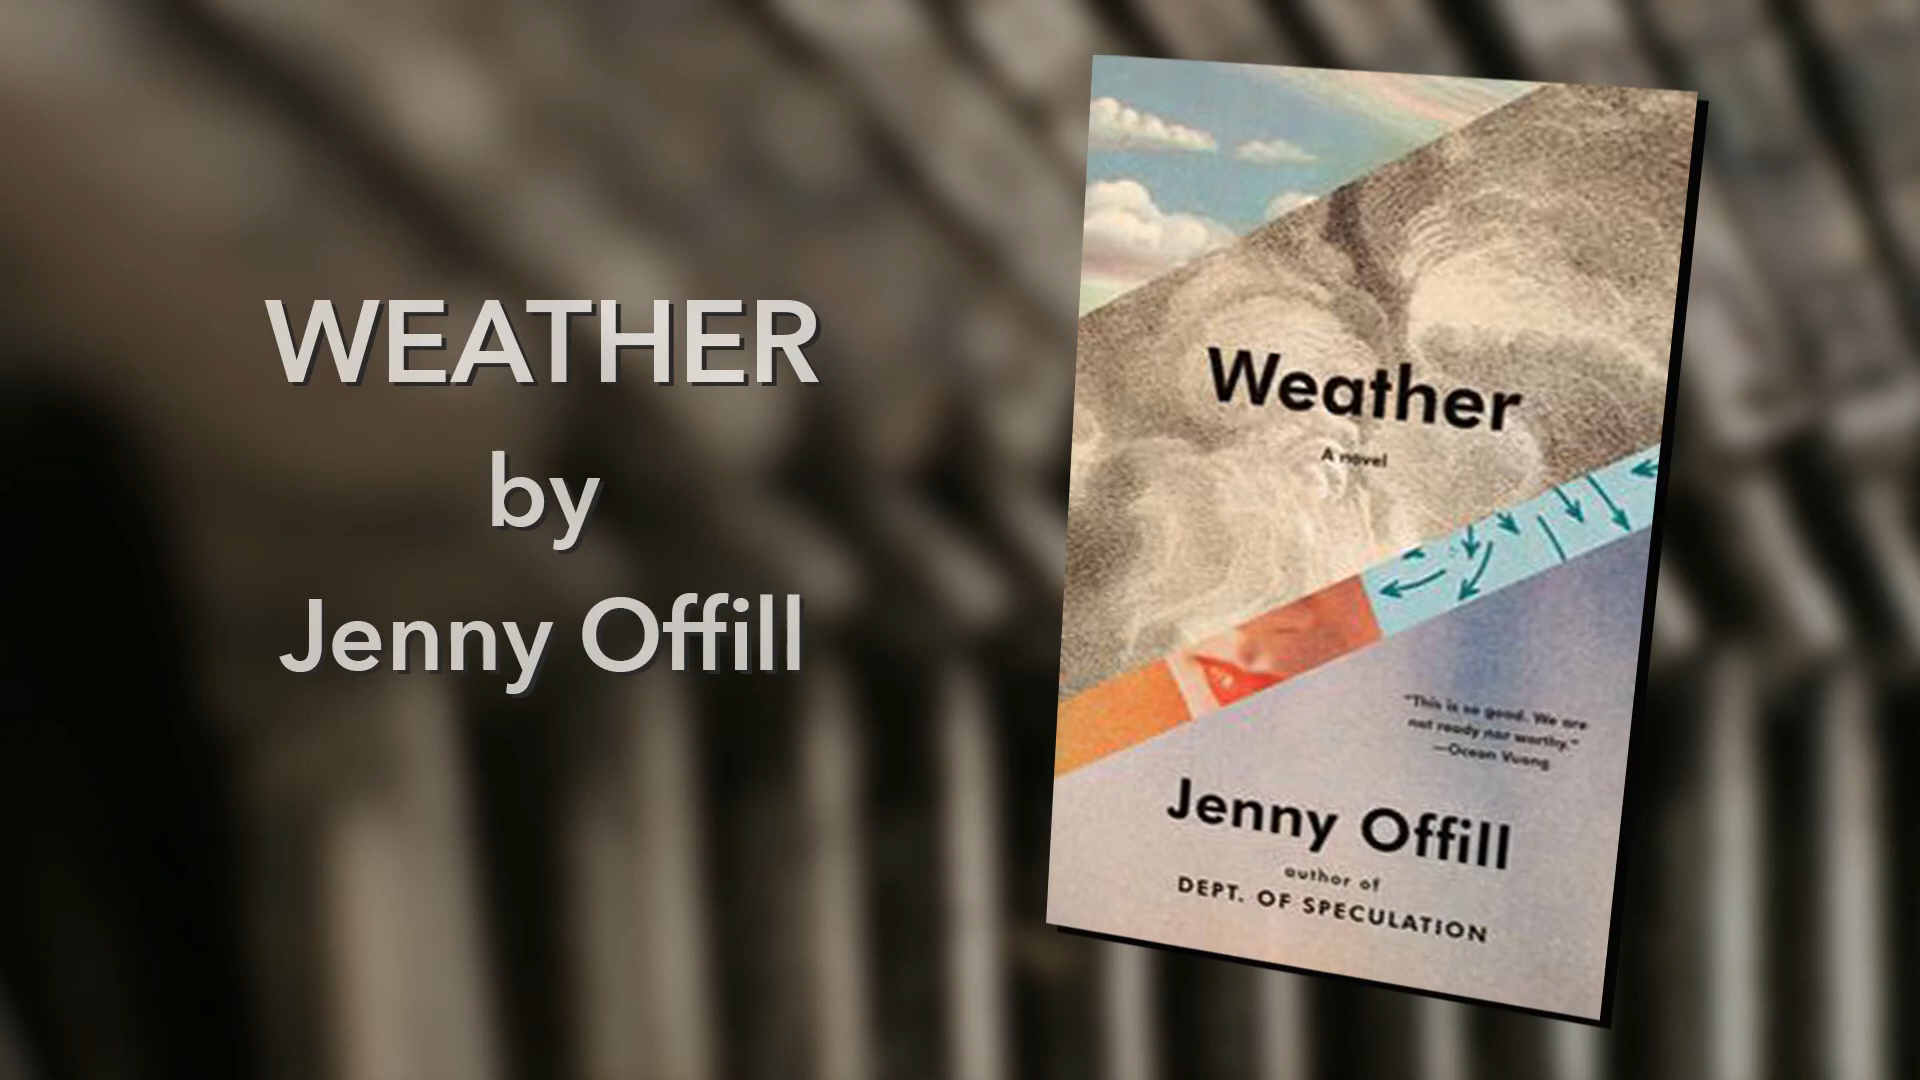 WEATHER
by
Jenny Offill
Weather
A novel
"This is so good. We are
not ready nor worthy."
—Ocean Vuong
Jenny Offill
author of
DEPT. OF SPECULATION